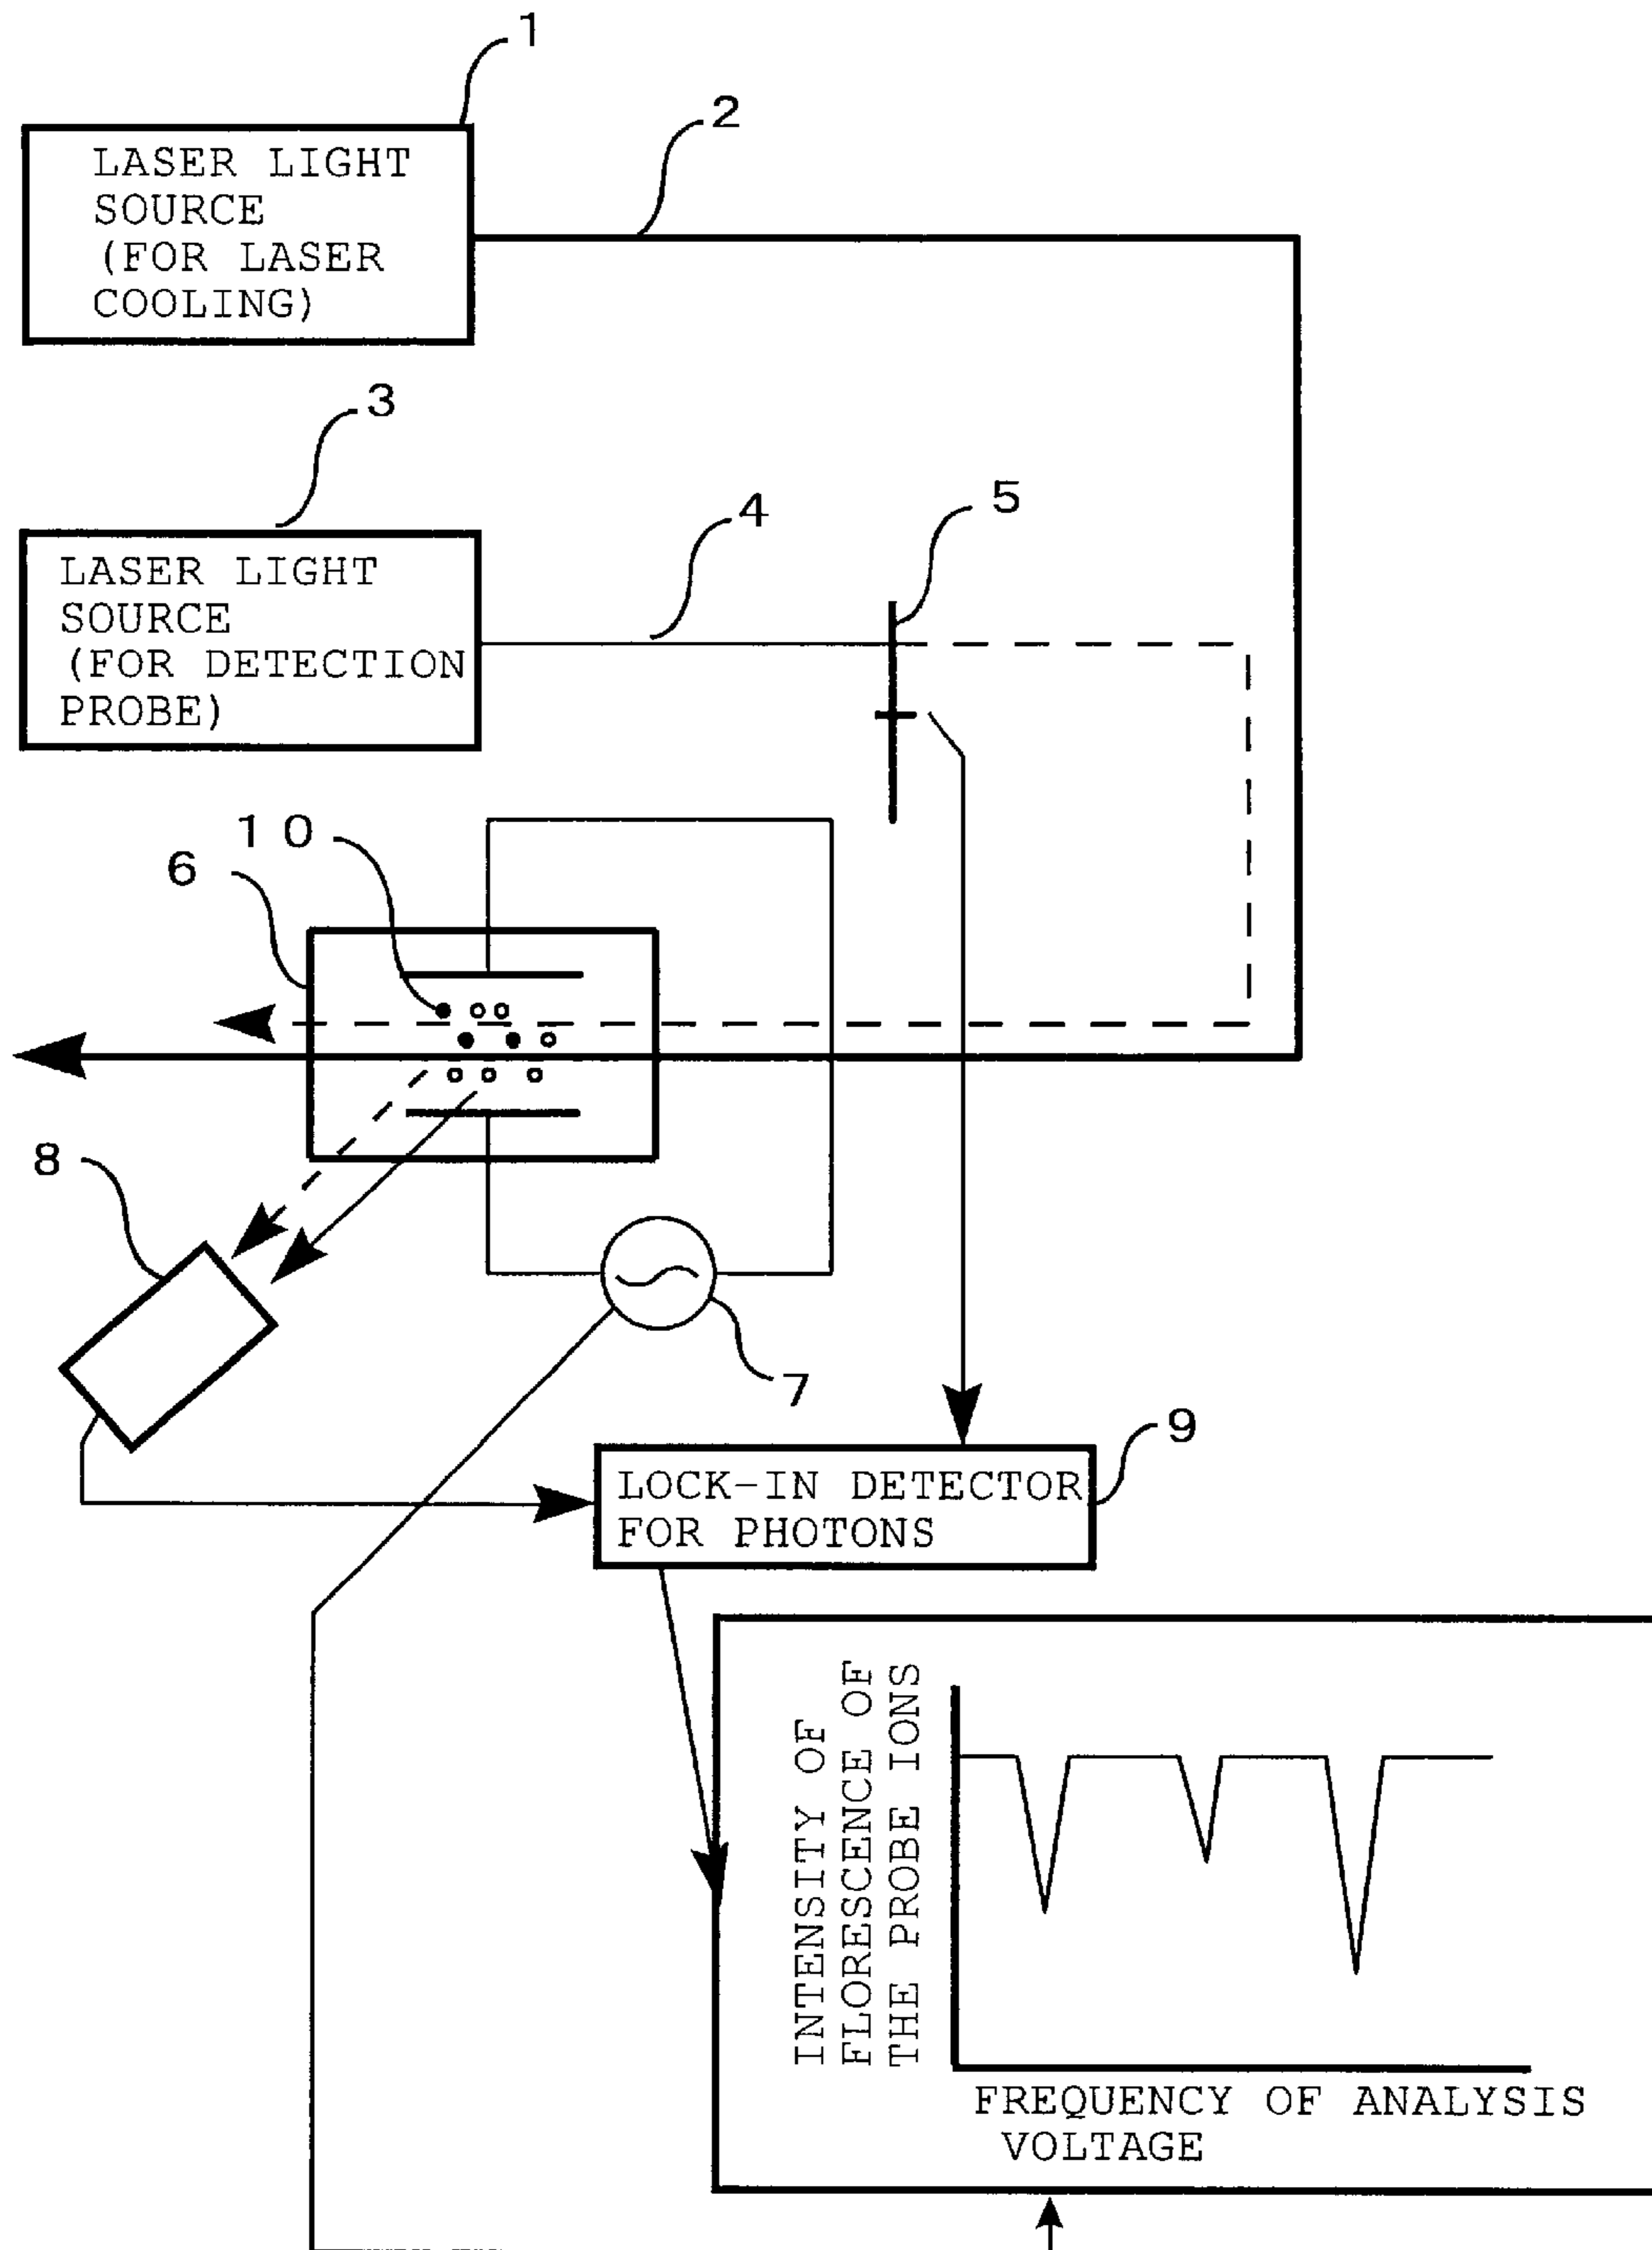 1
2
LASER LIGHT
SOURCE
(FOR LASER
COOLING)
3
4
5
LASER LIGHT
SOURCE
(FOR DETECTION
PROBE)
10
6
8
7
9
LOCK-IN DETECTOR
FOR PHOTONS
INTENSITY OF
FLORESCENCE OF
THE PROBE IONS
FREQUENCY OF ANALYSIS
VOLTAGE